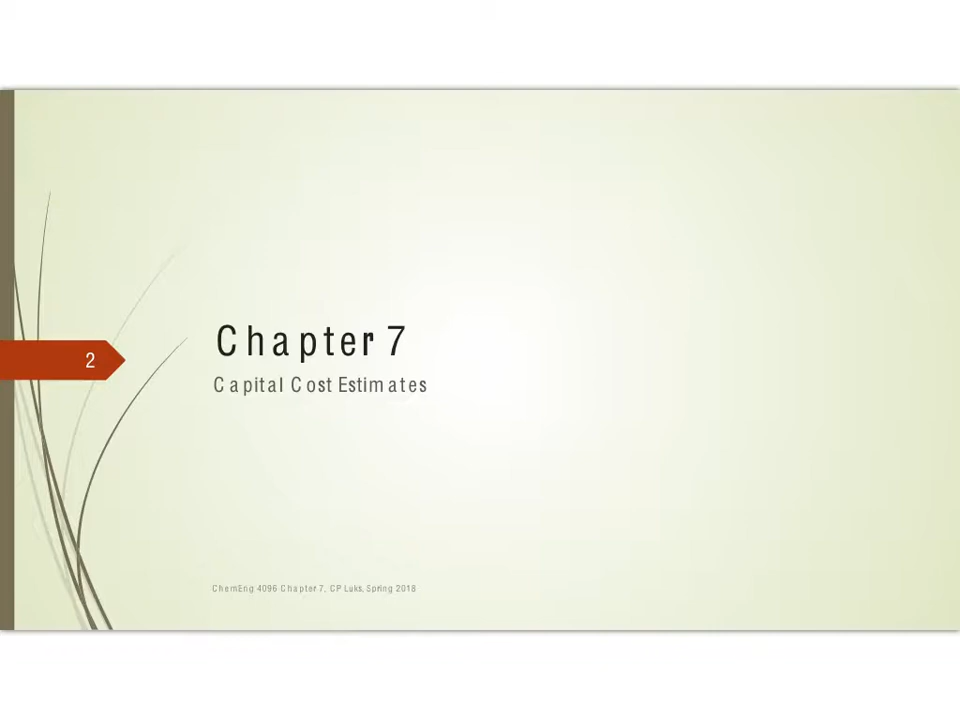 Chapter 7
2
Capital Cost Estimates
ChemEng 4096 Chapter 7, CP Luks, Spring 2018